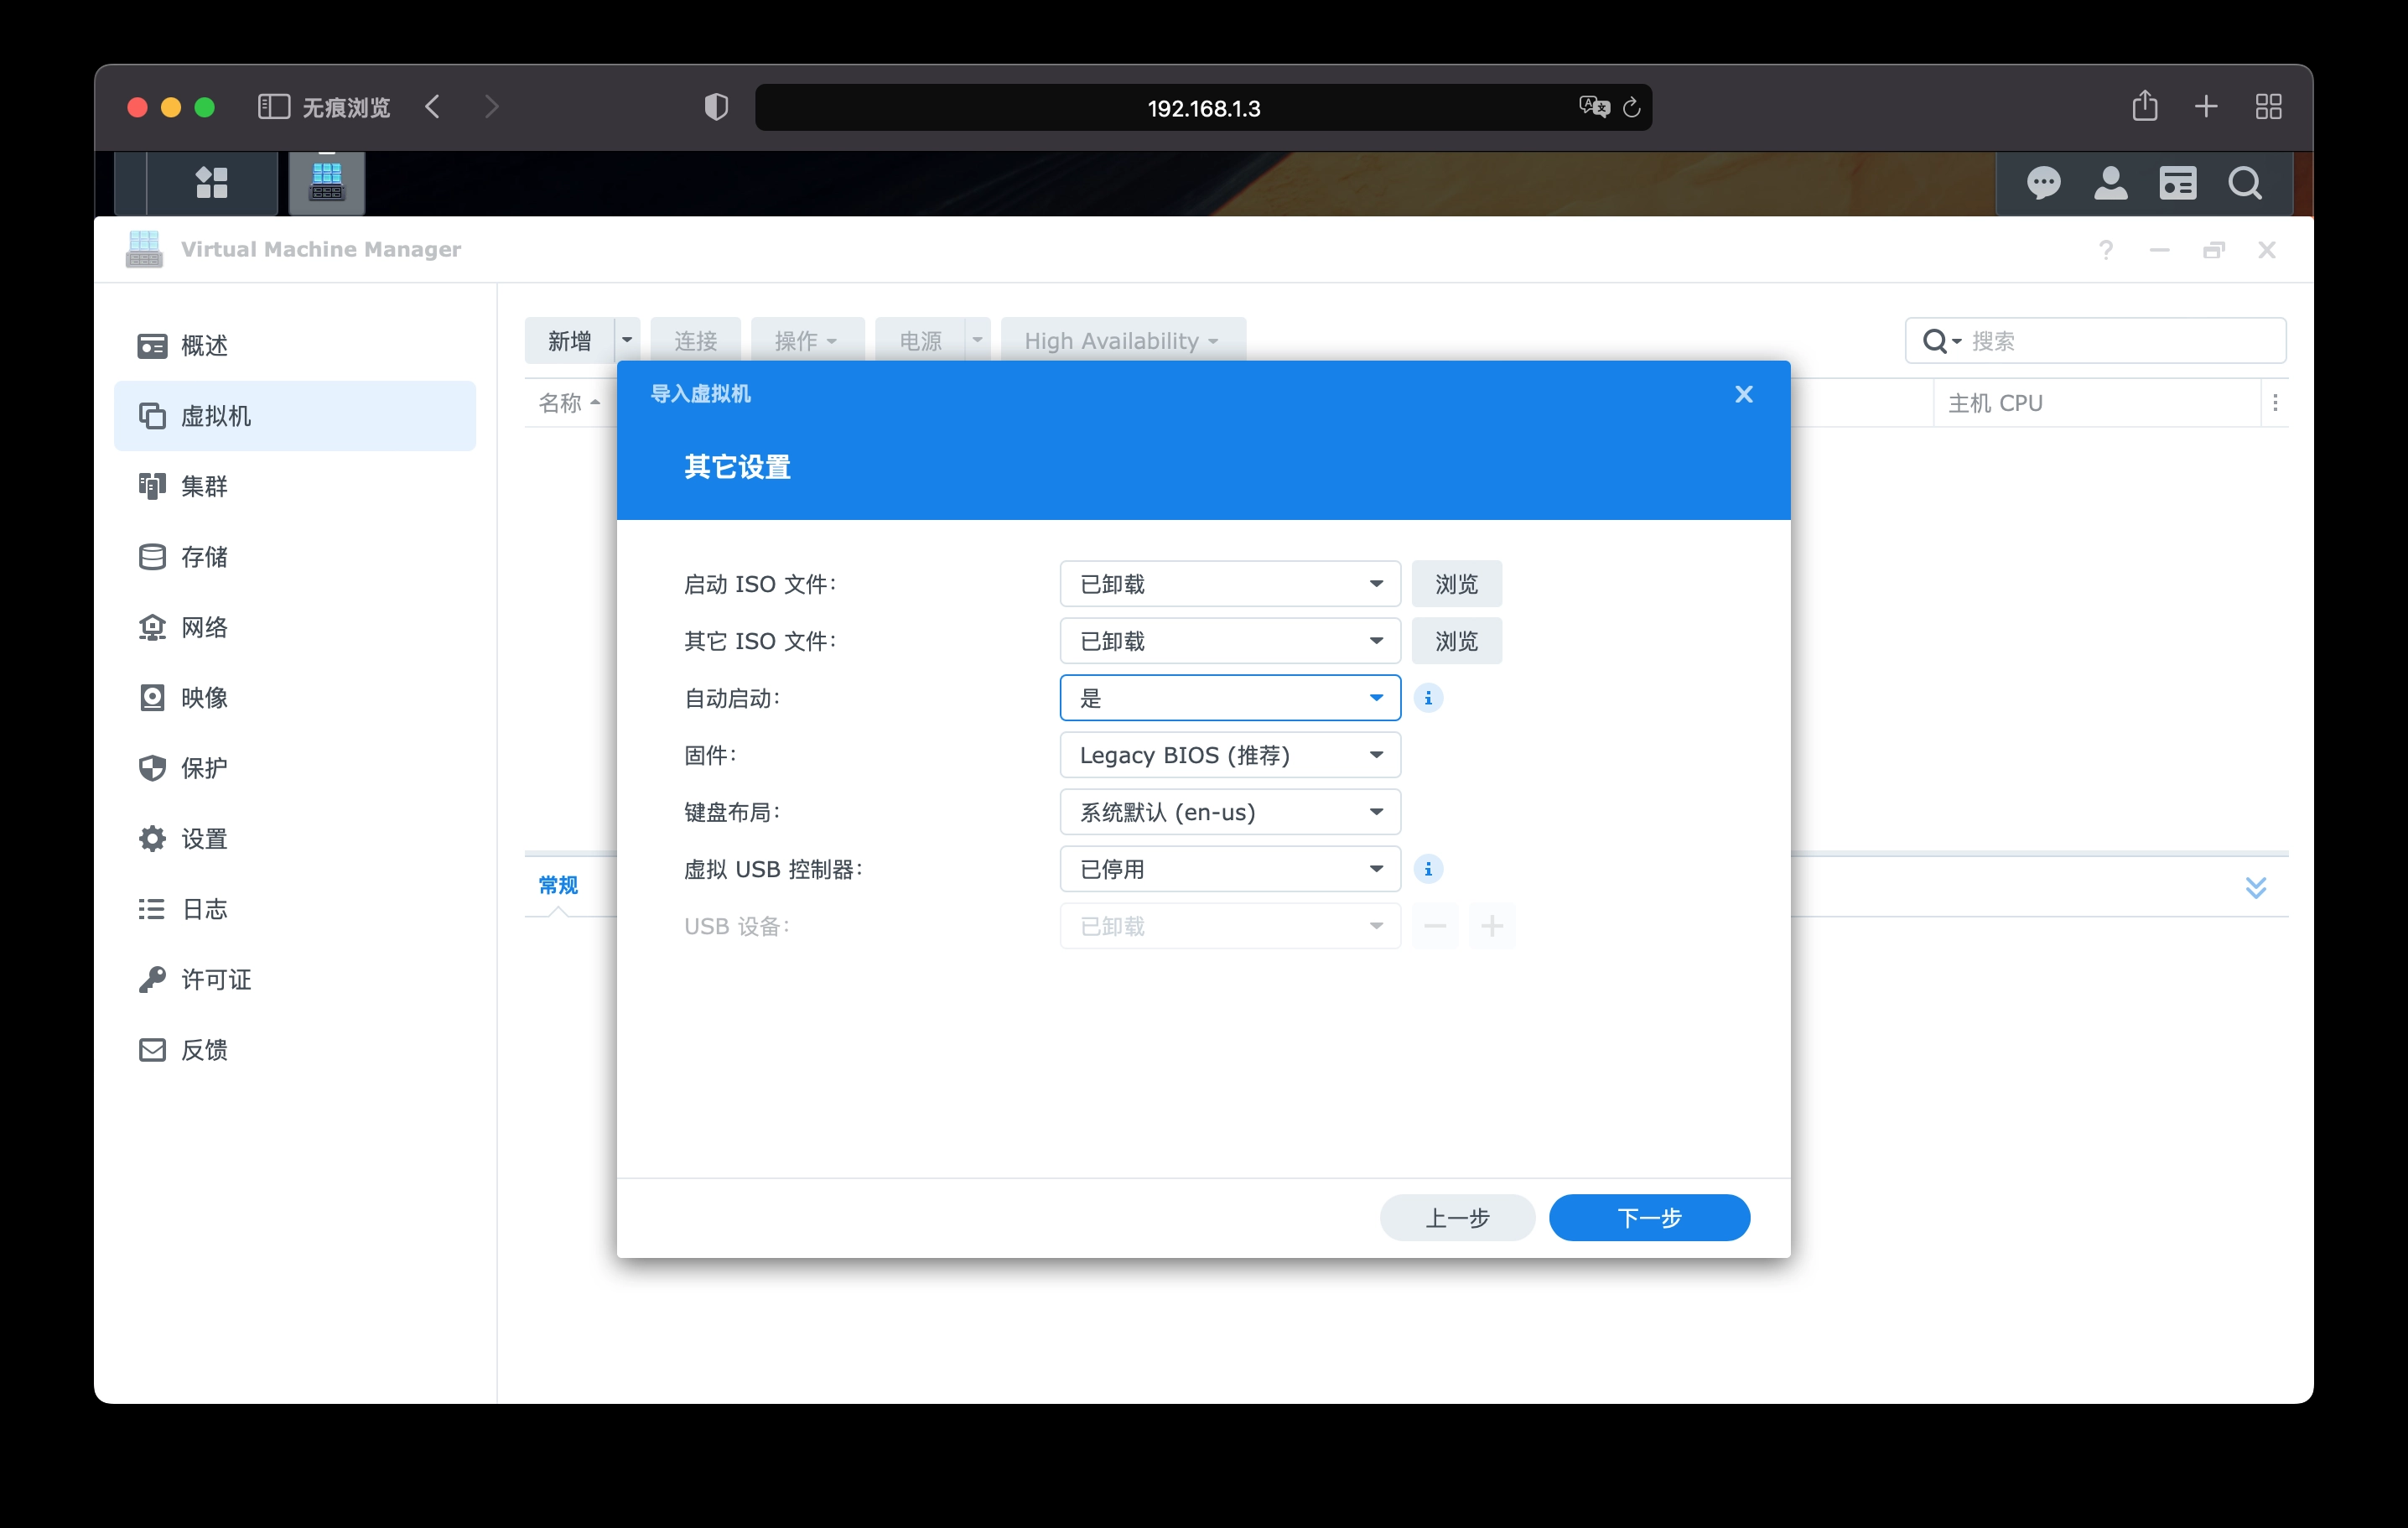 无痕浏览
192.168.1.3
Virtual Machine Manager
概述
虚拟机
集群
存储
网络
映像
保护
设置
日志
许可证
反馈
新增
连接
操作
电源
High Availability
搜索
名称
主机 CPU
常规
导入虚拟机
其它设置
启动 ISO 文件: 已卸载 浏览
其它 ISO 文件: 已卸载 浏览
自动启动: 是
固件: Legacy BIOS (推荐)
键盘布局: 系统默认 (en-us)
虚拟 USB 控制器: 已停用
USB 设备: 已卸载
上一步 下一步